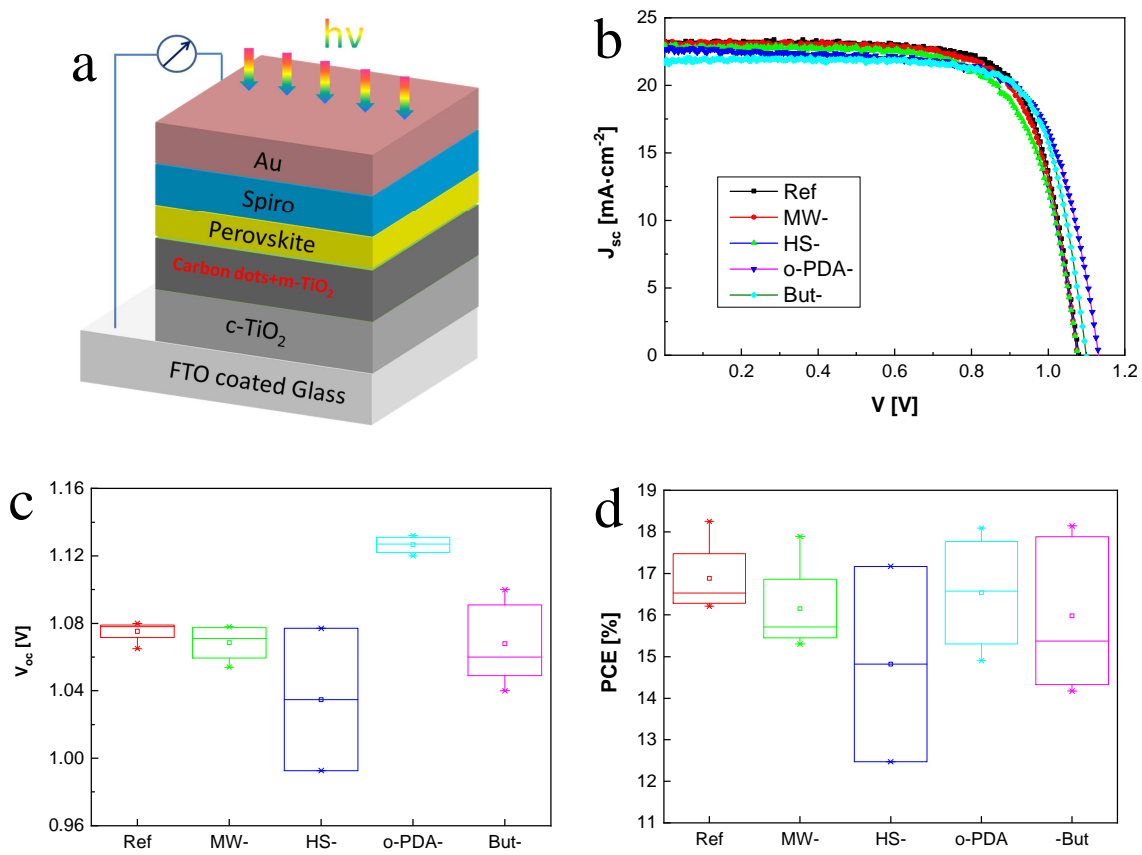 a
hν
Au
Spiro
Perovskite
Carbon dots+m-TiO2
c-TiO2
FTO coated Glass
b
25
20
15
10
5
0
Jsc [mA·cm-2]
Ref
MW-
HS-
o-PDA-
But-
0.2 0.4 0.6 0.8 1.0 1.2
V [V]
c
1.16
1.12
1.08
1.04
1.00
0.96
Voc [V]
Ref MW- HS- o-PDA- But-
d
19
18
17
16
15
14
13
12
11
PCE [%]
Ref MW- HS- o-PDA -But